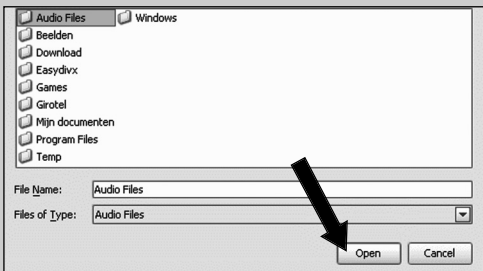 Audio Files Windows
Beelden
Download
Easydivx
Games
Girotel
Mijn documenten
Program Files
Temp
File Name: Audio Files
Files of Type: Audio Files
Open Cancel